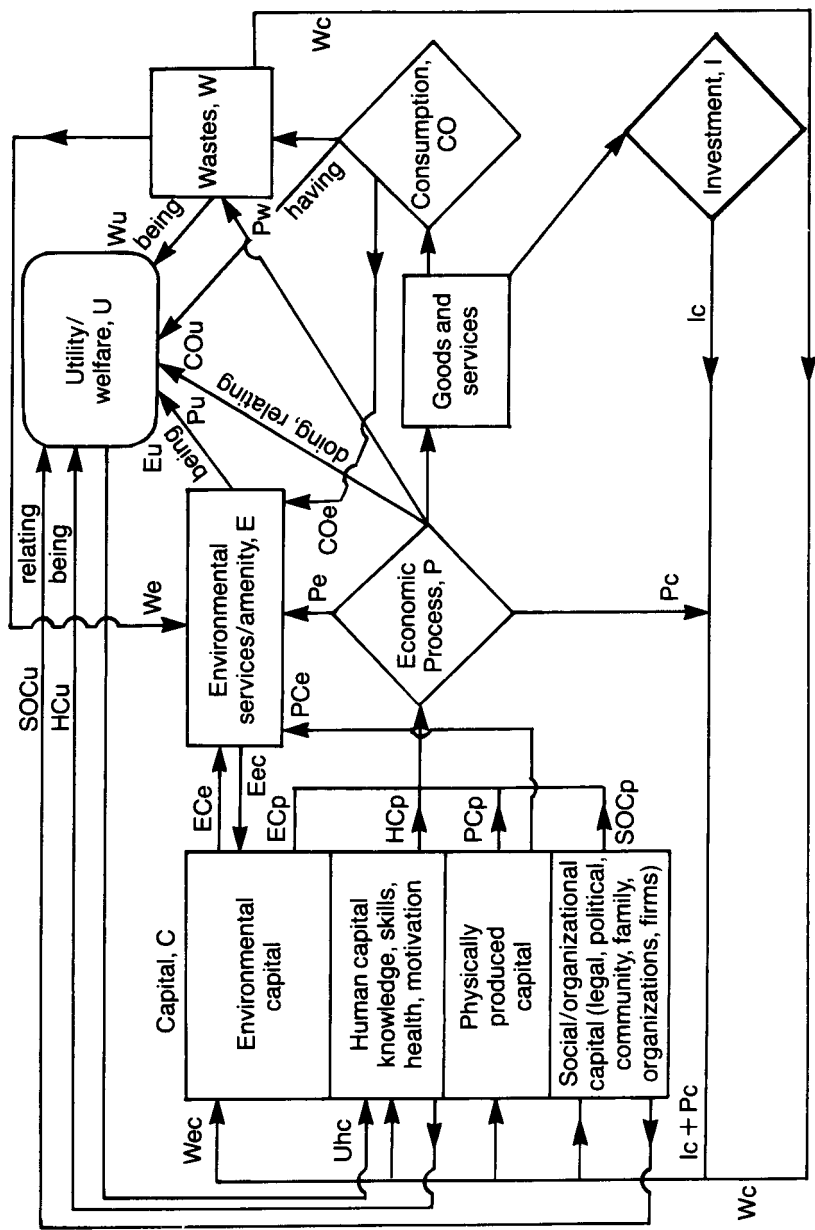 SOCu
relating
HCu
being
We
Wu
being
Wastes, W
Wc
Utility/
welfare, U
Pw
having
COu
Eu
Pu
being
doing, relating
Consumption,
CO
Environmental
services/amenity, E
COe
ECe
Eec
PCe
Pe
Goods and
services
Economic
Process, P
Investment, I
Ic
Pc
Capital, C
Environmental
capital
ECp
Human capital
knowledge, skills,
health, motivation
HCp
Physically
produced
capital
PCp
Social/organizational
capital (legal, political,
community, family,
organizations, firms)
SOCp
Wec
Uhc
Ic + Pc
Wc